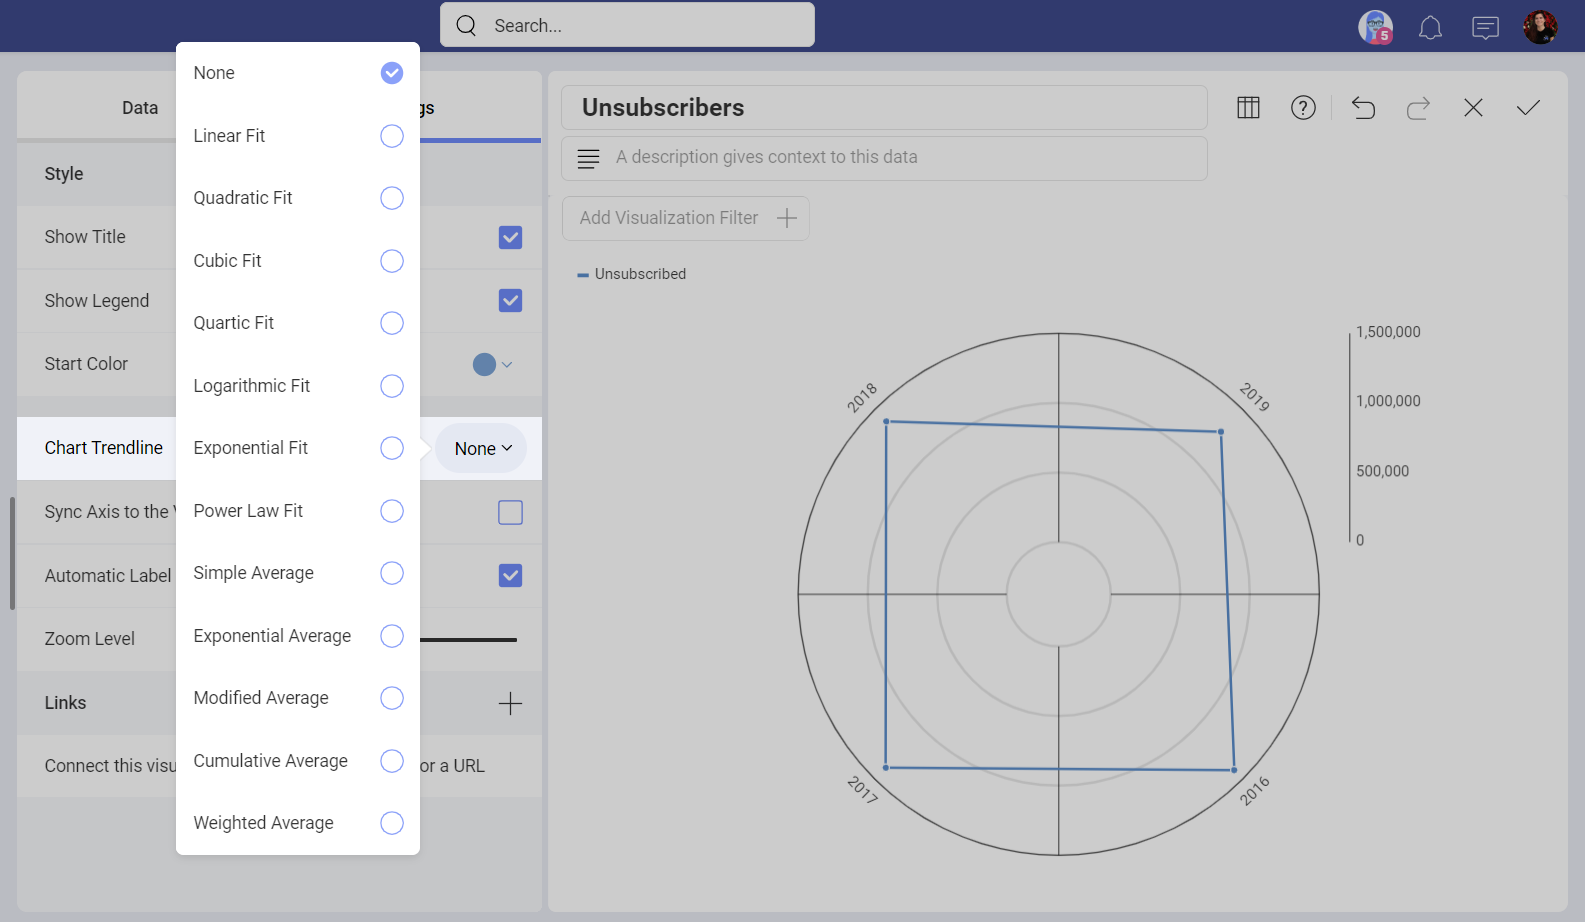 Search...
5
Data
gs
Style
Show Title
Show Legend
Start Color
Chart Trendline
None
Sync Axis to the
Automatic Label
Zoom Level
Links
Connect this visu
or a URL
None
Linear Fit
Quadratic Fit
Cubic Fit
Quartic Fit
Logarithmic Fit
Exponential Fit
Power Law Fit
Simple Average
Exponential Average
Modified Average
Cumulative Average
Weighted Average
Unsubscribers
A description gives context to this data
Add Visualization Filter
Unsubscribed
2018
2019
2017
2016
1,500,000
1,000,000
500,000
0